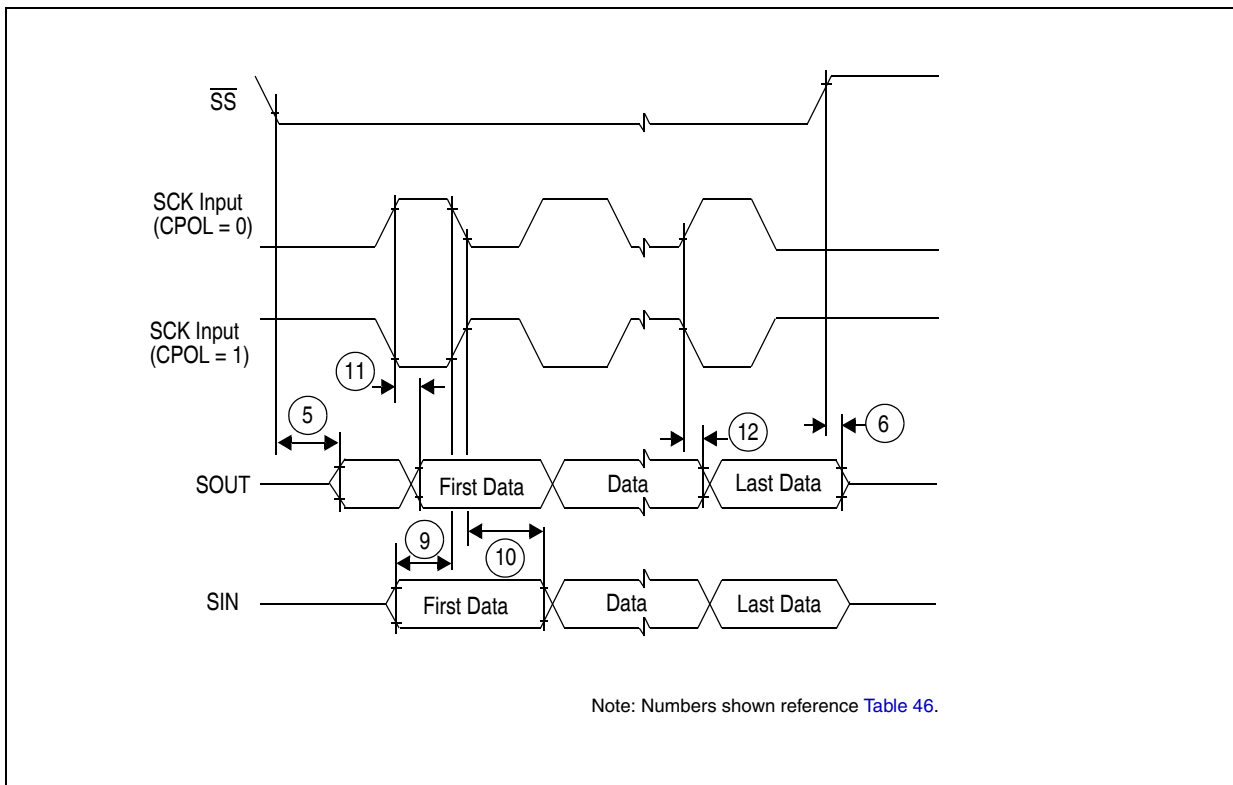 SS
SCK Input
(CPOL = 0)
SCK Input
(CPOL = 1)
11
5
12
6
SOUT
First Data
Data
Last Data
9
10
SIN
First Data
Data
Last Data
Note: Numbers shown reference Table 46.